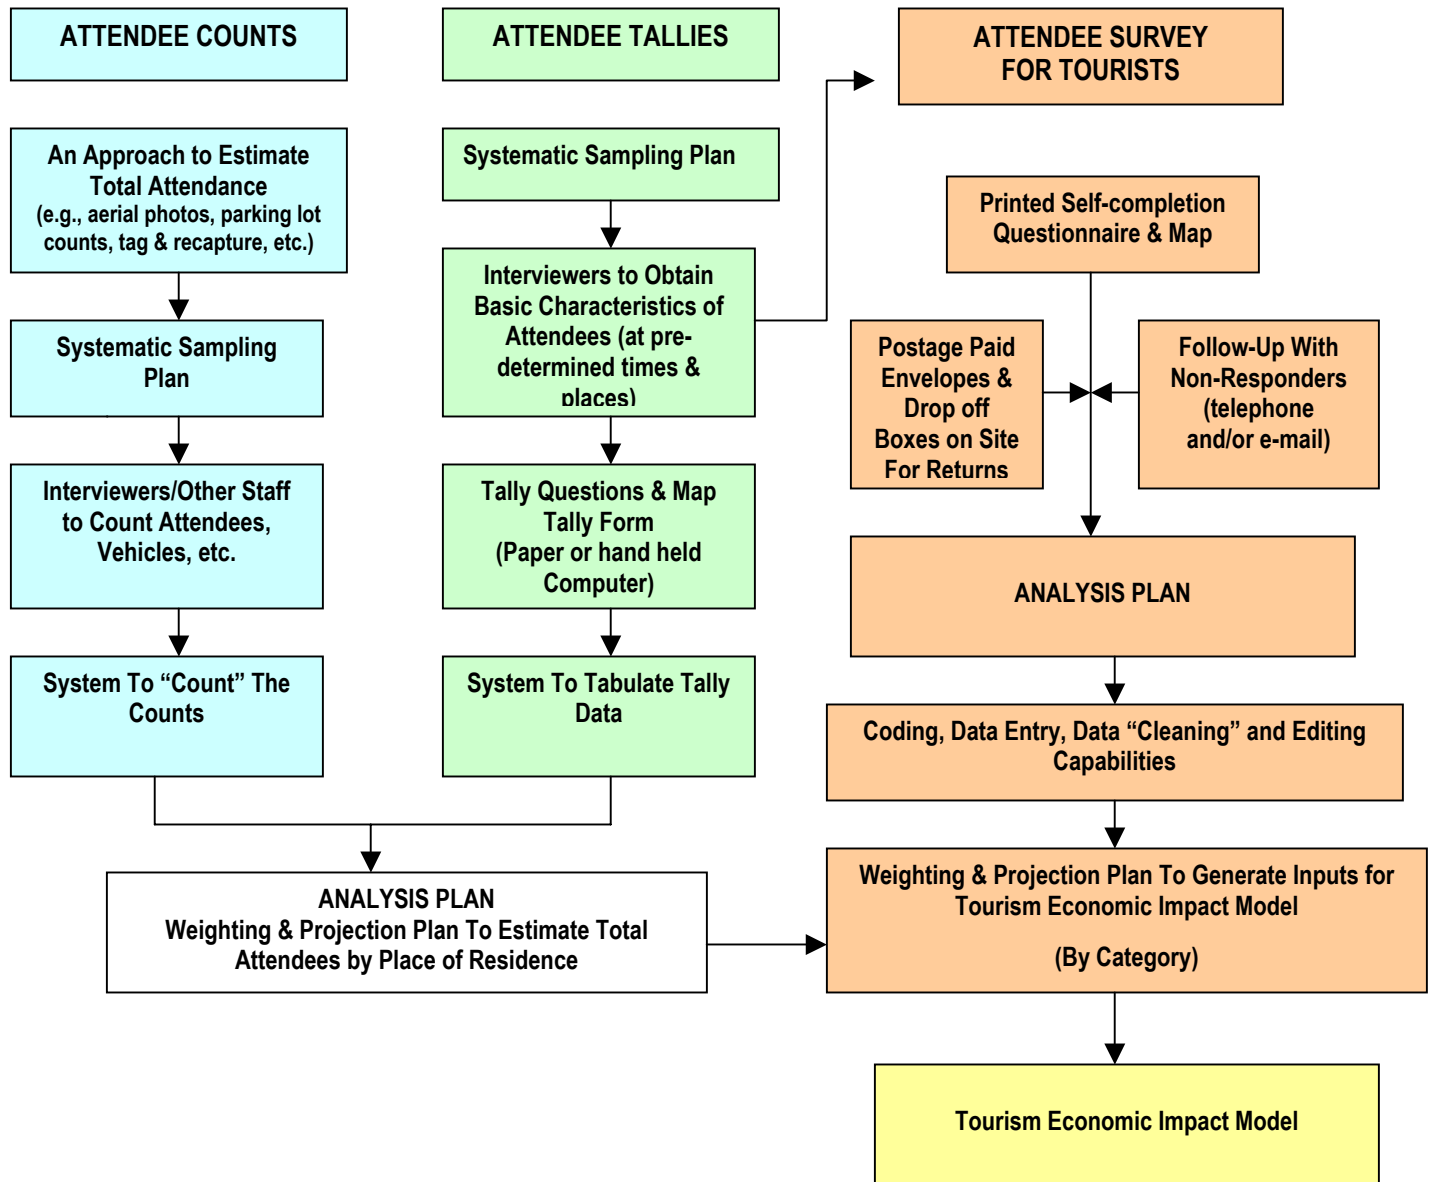 ATTENDEE COUNTS
An Approach to Estimate
Total Attendance
(e.g., aerial photos, parking lot
counts, tag & recapture, etc.)
Systematic Sampling
Plan
Interviewers/Other Staff
to Count Attendees,
Vehicles, etc.
System To “Count” The
Counts
ATTENDEE TALLIES
Systematic Sampling Plan
Interviewers to Obtain
Basic Characteristics of
Attendees (at pre-
determined times &
places)
Tally Questions & Map
Tally Form
(Paper or hand held
Computer)
System To Tabulate Tally
Data
ANALYSIS PLAN
Weighting & Projection Plan To Estimate Total
Attendees by Place of Residence
ATTENDEE SURVEY
FOR TOURISTS
Printed Self-completion
Questionnaire & Map
Postage Paid
Envelopes &
Drop off
Boxes on Site
For Returns
Follow-Up With
Non-Responders
(telephone
and/or e-mail)
ANALYSIS PLAN
Coding, Data Entry, Data “Cleaning” and Editing
Capabilities
Weighting & Projection Plan To Generate Inputs for
Tourism Economic Impact Model
(By Category)
Tourism Economic Impact Model